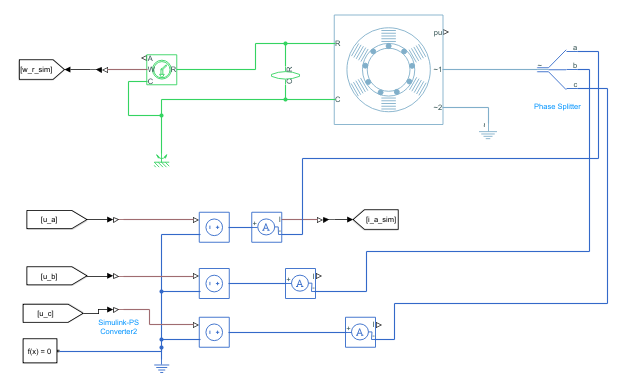 pu
a
A
R
[w_r_sim]
W
R
~1
b
C
c
C
~2
Phase Splitter
[u_a]
A
I
[i_a_sim]
[u_b]
A
I
[u_c]
Simulink-PS
Converter2
A
I
f(x) = 0